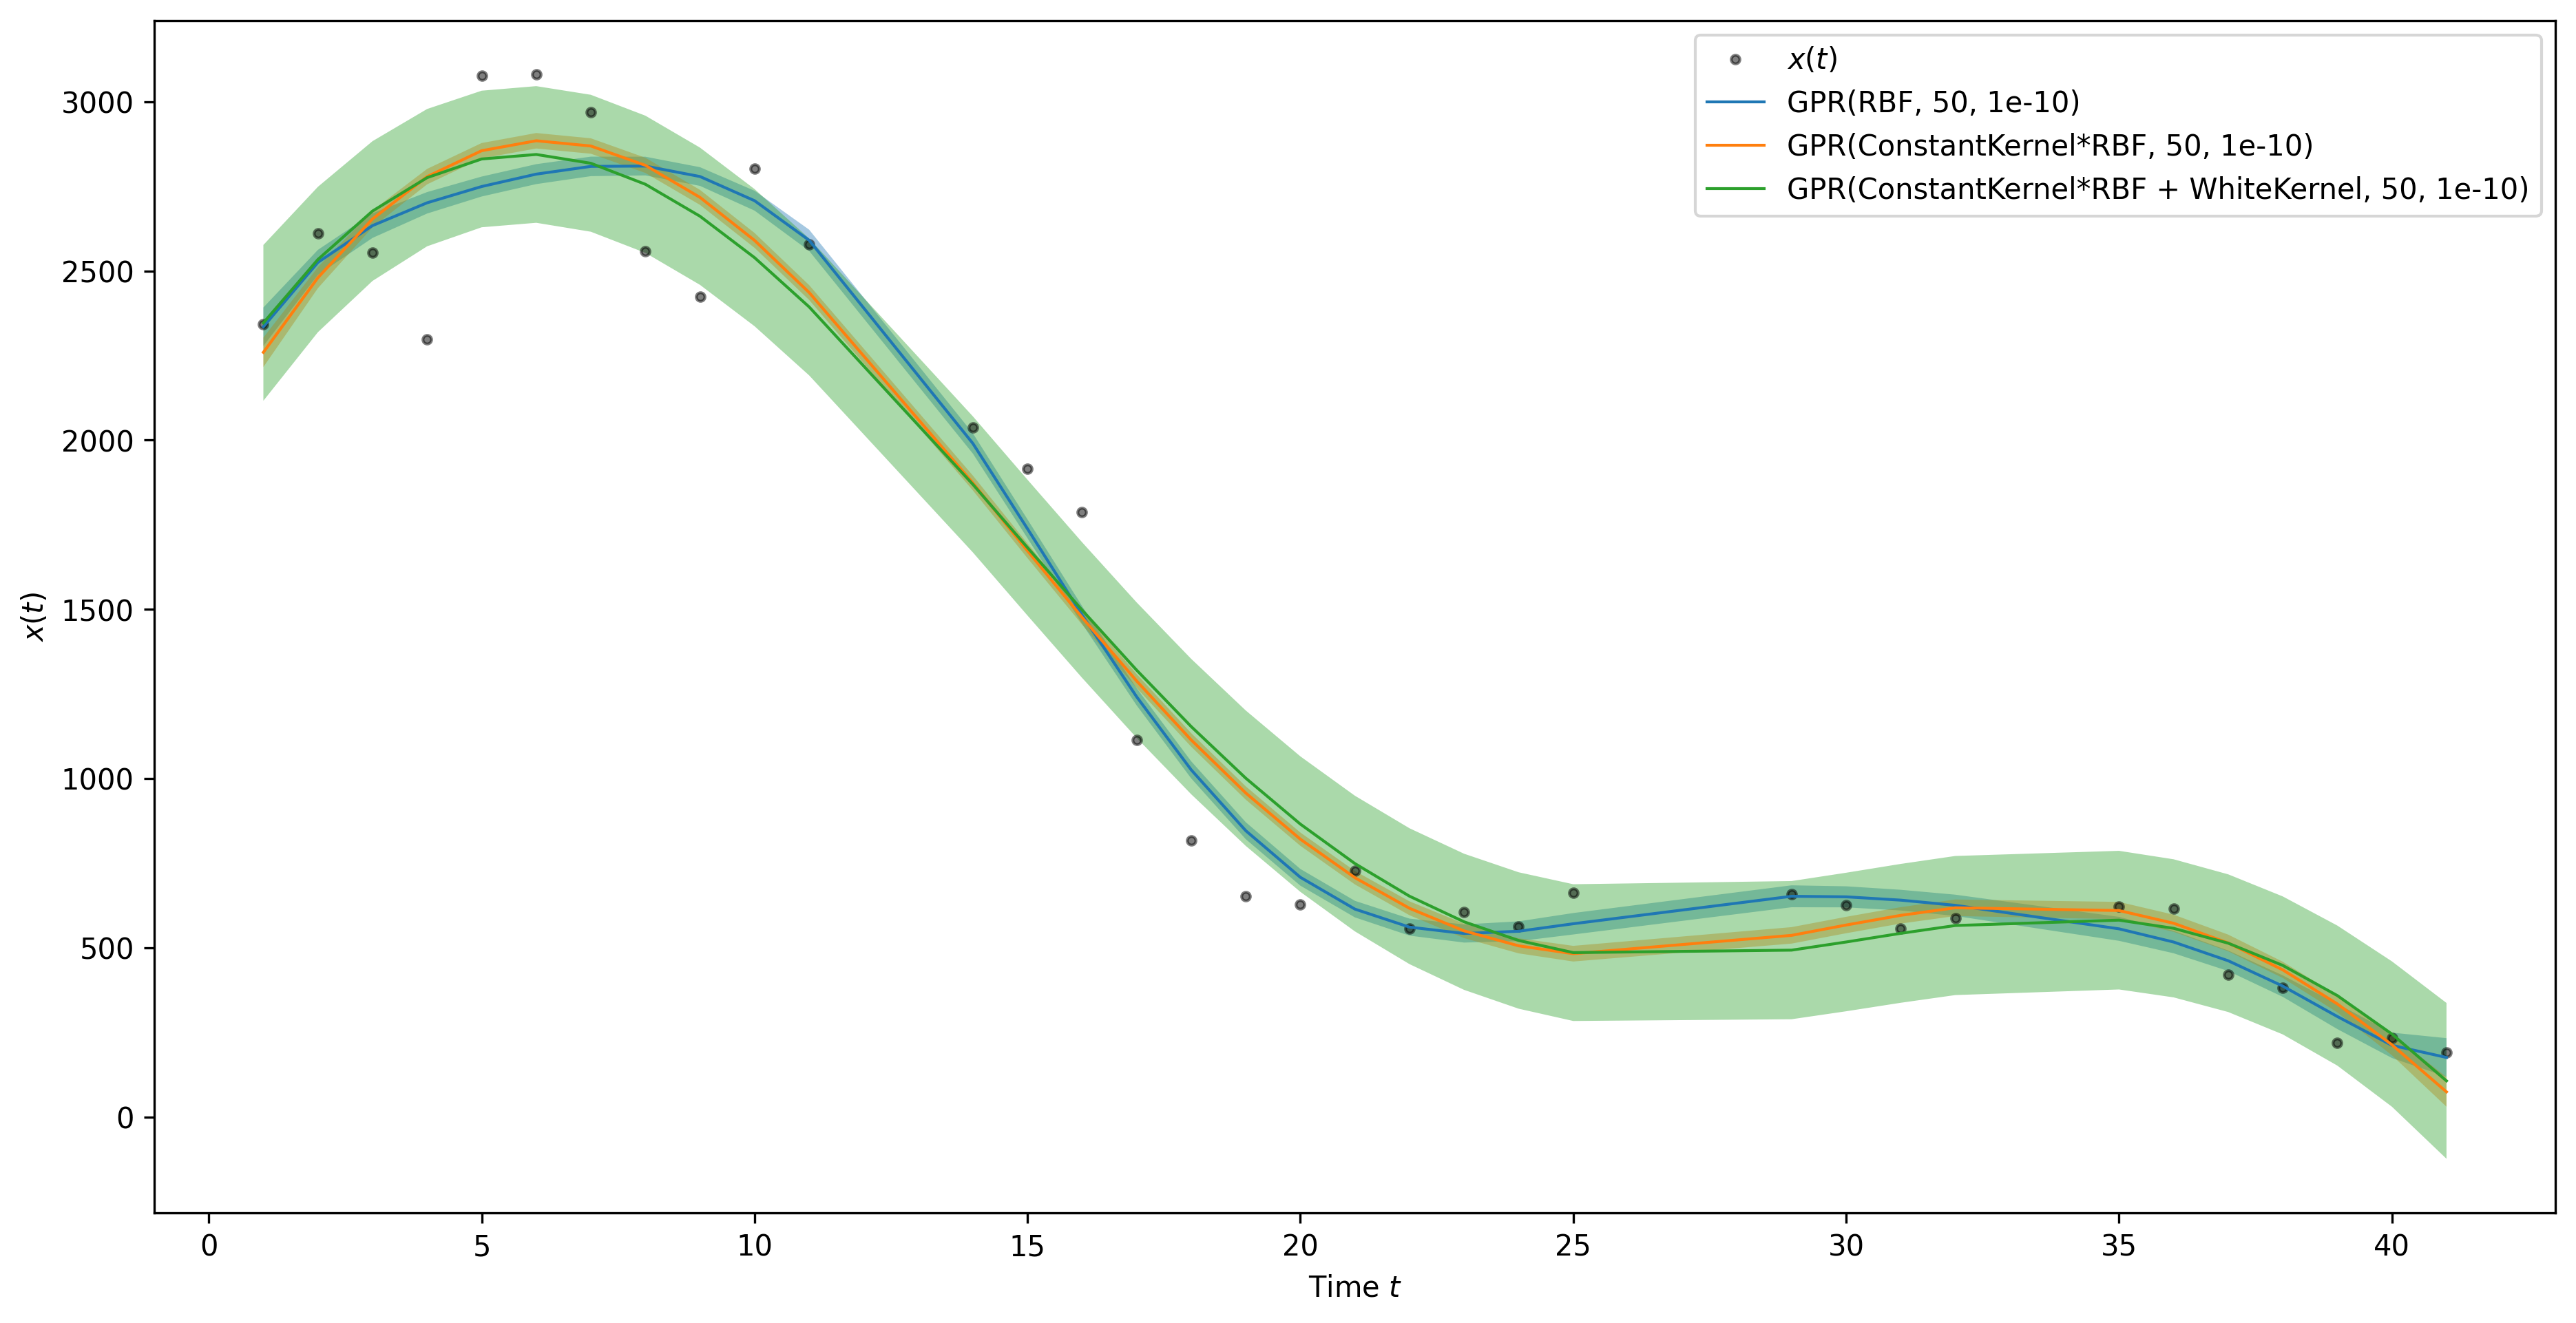 x(t)
GPR(RBF, 50, 1e-10)
GPR(ConstantKernel*RBF, 50, 1e-10)
GPR(ConstantKernel*RBF + WhiteKernel, 50, 1e-10)
3000
2500
2000
1500
1000
500
0
x(t)
0 5 10 15 20 25 30 35 40
Time t